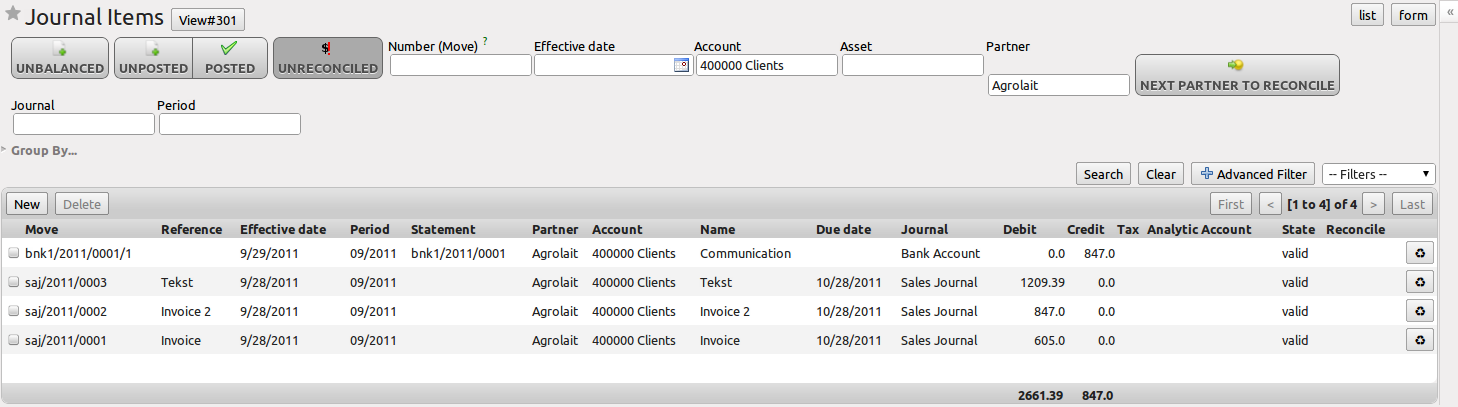 Journal Items View#301 list form «
UNBALANCED UNPOSTED POSTED UNRECONCILED Number (Move) ? Effective date Account Asset Partner
400000 Clients
Agrolait NEXT PARTNER TO RECONCILE
Journal Period
Group By...
Search Clear Advanced Filter -- Filters --
New Delete First < [1 to 4] of 4 > Last
Move Reference Effective date Period Statement Partner Account Name Due date Journal Debit Credit Tax Analytic Account State Reconcile
bnk1/2011/0001/1 9/29/2011 09/2011 bnk1/2011/0001 Agrolait 400000 Clients Communication Bank Account 0.0 847.0 valid
saj/2011/0003 Tekst 9/28/2011 09/2011 Agrolait 400000 Clients Tekst 10/28/2011 Sales Journal 1209.39 0.0 valid
saj/2011/0002 Invoice 2 9/28/2011 09/2011 Agrolait 400000 Clients Invoice 2 10/28/2011 Sales Journal 847.0 0.0 valid
saj/2011/0001 Invoice 9/28/2011 09/2011 Agrolait 400000 Clients Invoice 10/28/2011 Sales Journal 605.0 0.0 valid
2661.39 847.0